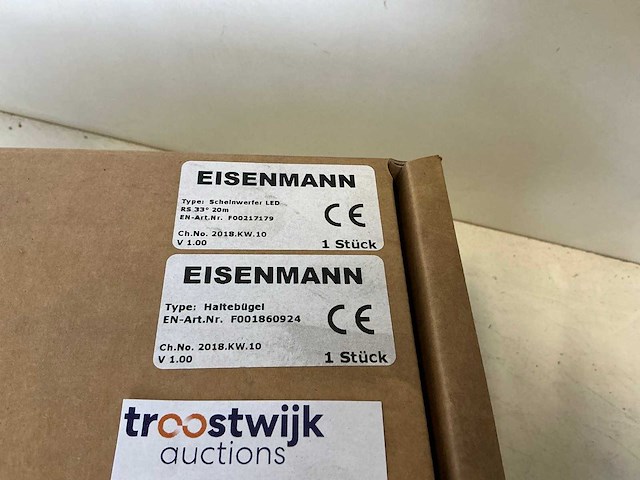 EISENMANN
Type: Scheinwerfer LED
RS 33° 20m
EN-Art.Nr. F00217179
CE
Ch.No. 2018.KW.10
V 1.00
1 Stück
EISENMANN
Type: Haltebügel
EN-Art.Nr. F001860924
CE
Ch.No. 2018.KW.10
V 1.00
1 Stück
troostwijk
auctions